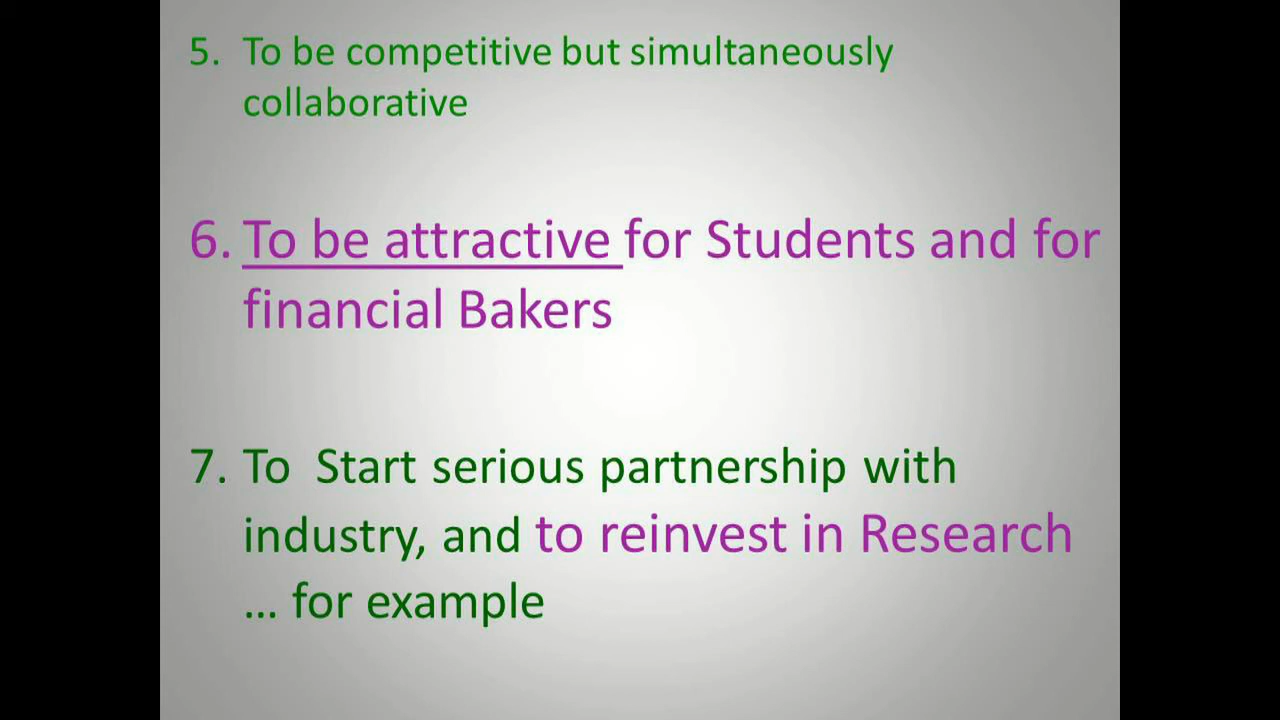 5. To be competitive but simultaneously
collaborative
6. To be attractive for Students and for
financial Bakers
7. To Start serious partnership with
industry, and to reinvest in Research
... for example